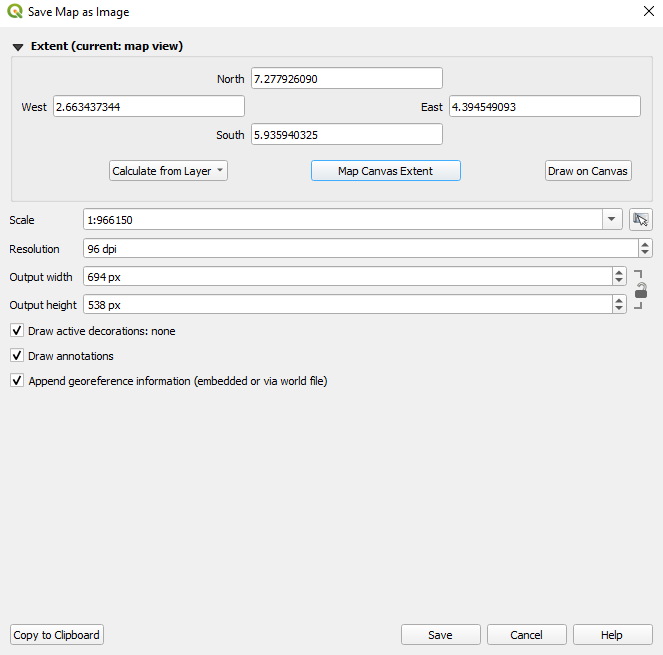 Save Map as Image
Extent (current: map view)
North 7.277926090
West 2.663437344 East 4.394549093
South 5.935940325
Calculate from Layer Map Canvas Extent Draw on Canvas
Scale 1:966150
Resolution 96 dpi
Output width 694 px
Output height 538 px
Draw active decorations: none
Draw annotations
Append georeference information (embedded or via world file)
Copy to Clipboard Save Cancel Help